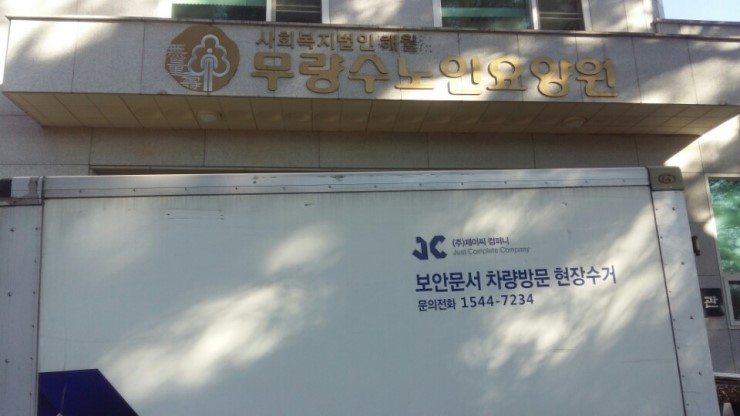 사회복지법인 해월
무량수노인요양원
JC
(주)제이씨 컴퍼니
Just Complete Company
보안문서 차량방문 현장수거
문의전화 1544-7234
관